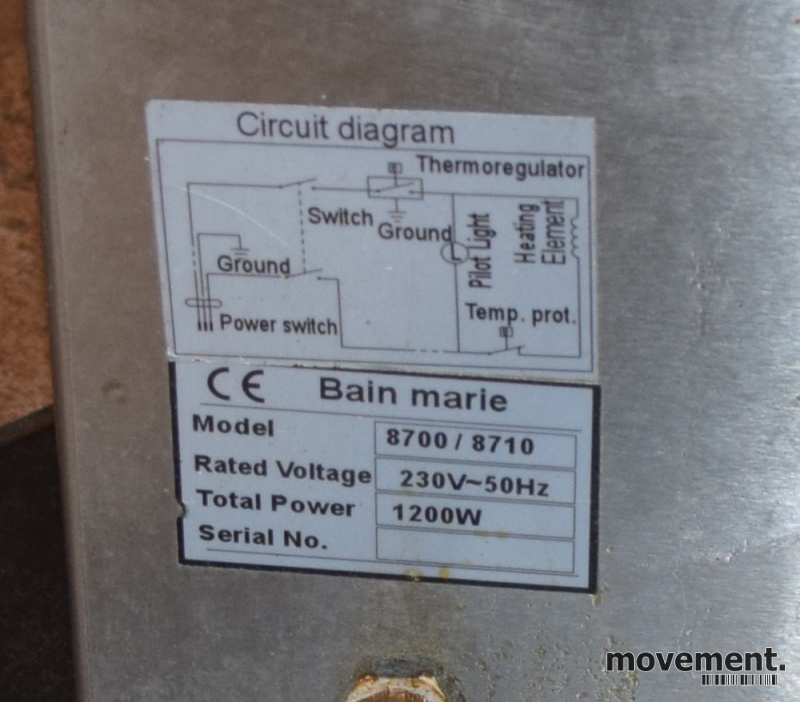 Circuit diagram
Thermoregulator
Switch
Ground
Pilot Light
Heating
Element
Ground
L
Temp. prot.
Power switch
CE Bain marie
Model 8700 / 8710
Rated Voltage 230V~50Hz
Total Power 1200W
Serial No.
movement.